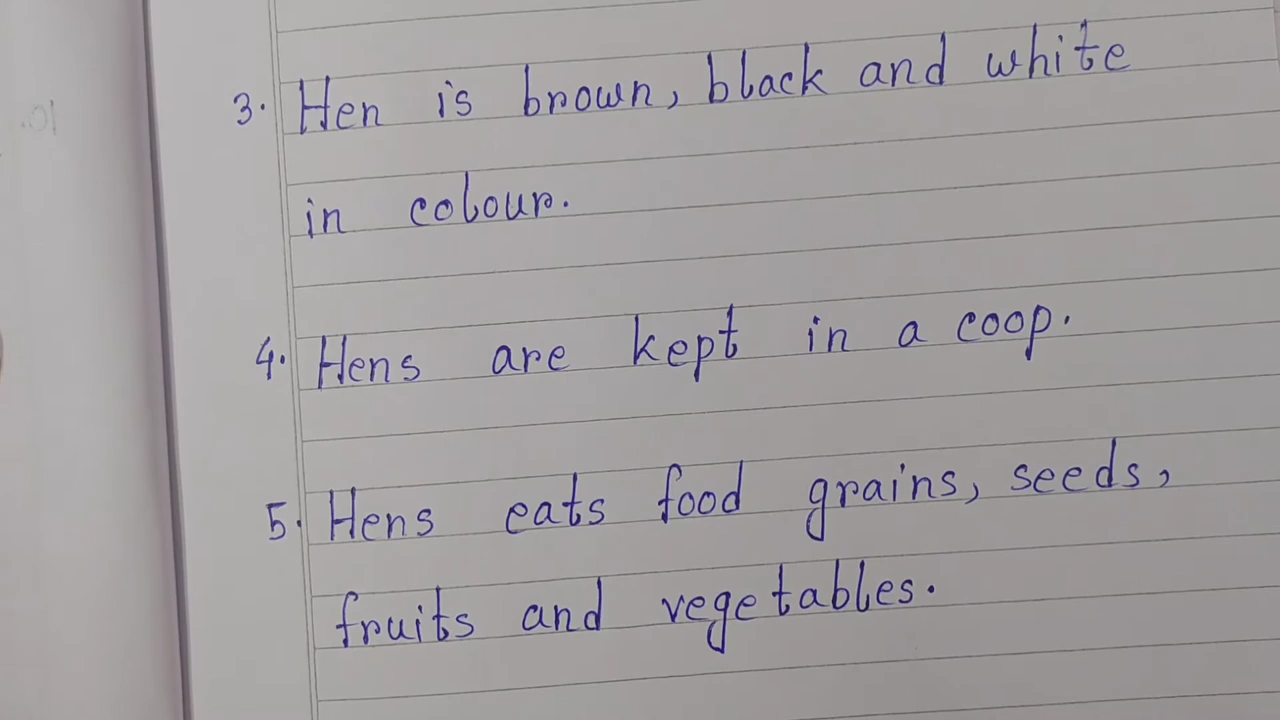 3. Hen is brown, black and white
in colour.
4. Hens are kept in a coop.
5. Hens eats food grains, seeds,
fruits and vegetables.